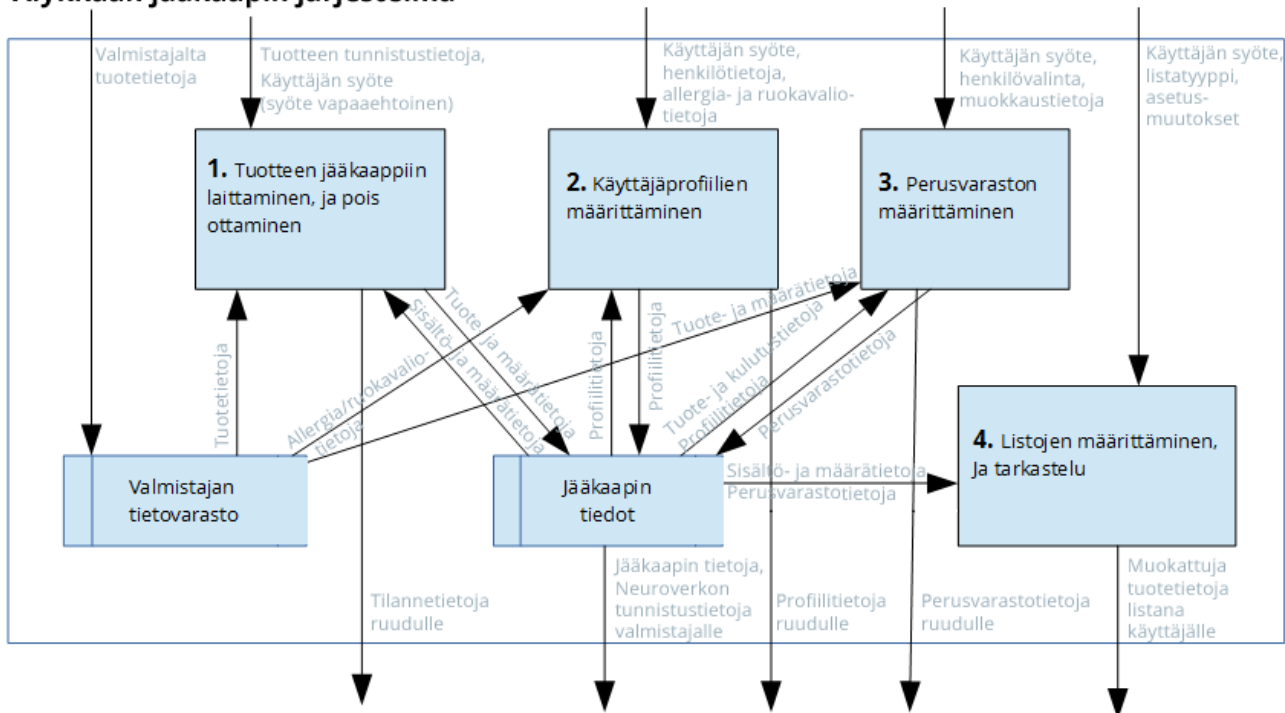 Älykkään jääkaapin järjestelmä
Valmistajalta
tuotetietoja
Tuotteen tunnistustietoja,
Käyttäjän syöte
(syöte vapaaehtoinen)
Käyttäjän syöte,
henkilötietoja,
allergia- ja ruokavalio-
tietoja
Käyttäjän syöte,
henkilövalinta,
muokkaustietoja
Käyttäjän syöte,
listatyyppi,
asetus-
muutokset
1. Tuotteen jääkaappiin
laittaminen, ja pois
ottaminen
2. Käyttäjäprofiilien
määrittäminen
3. Perusvaraston
määrittäminen
Tuotetietoja
Allergia/ruokavalio-
tietoja
Sisältö- ja määrätietoja
Tuote- ja määrätietoja
Profiilitietoja
Profiilitietoja
Tuote- ja määrätietoja
Tuote- ja kulutustietoja
Profiilitietoja
Perusvarastotietoja
4. Listojen määrittäminen,
Ja tarkastelu
Valmistajan
tietovarasto
Jääkaapin
tiedot
Sisältö- ja määrätietoja
Perusvarastotietoja
Tilannetietoja
ruudulle
Jääkaapin tietoja,
Neuroverkon
tunnistustietoja
valmistajalle
Profiilitietoja
ruudulle
Perusvarastotietoja
ruudulle
Muokattuja
tuotetietoja
listana
käyttäjälle